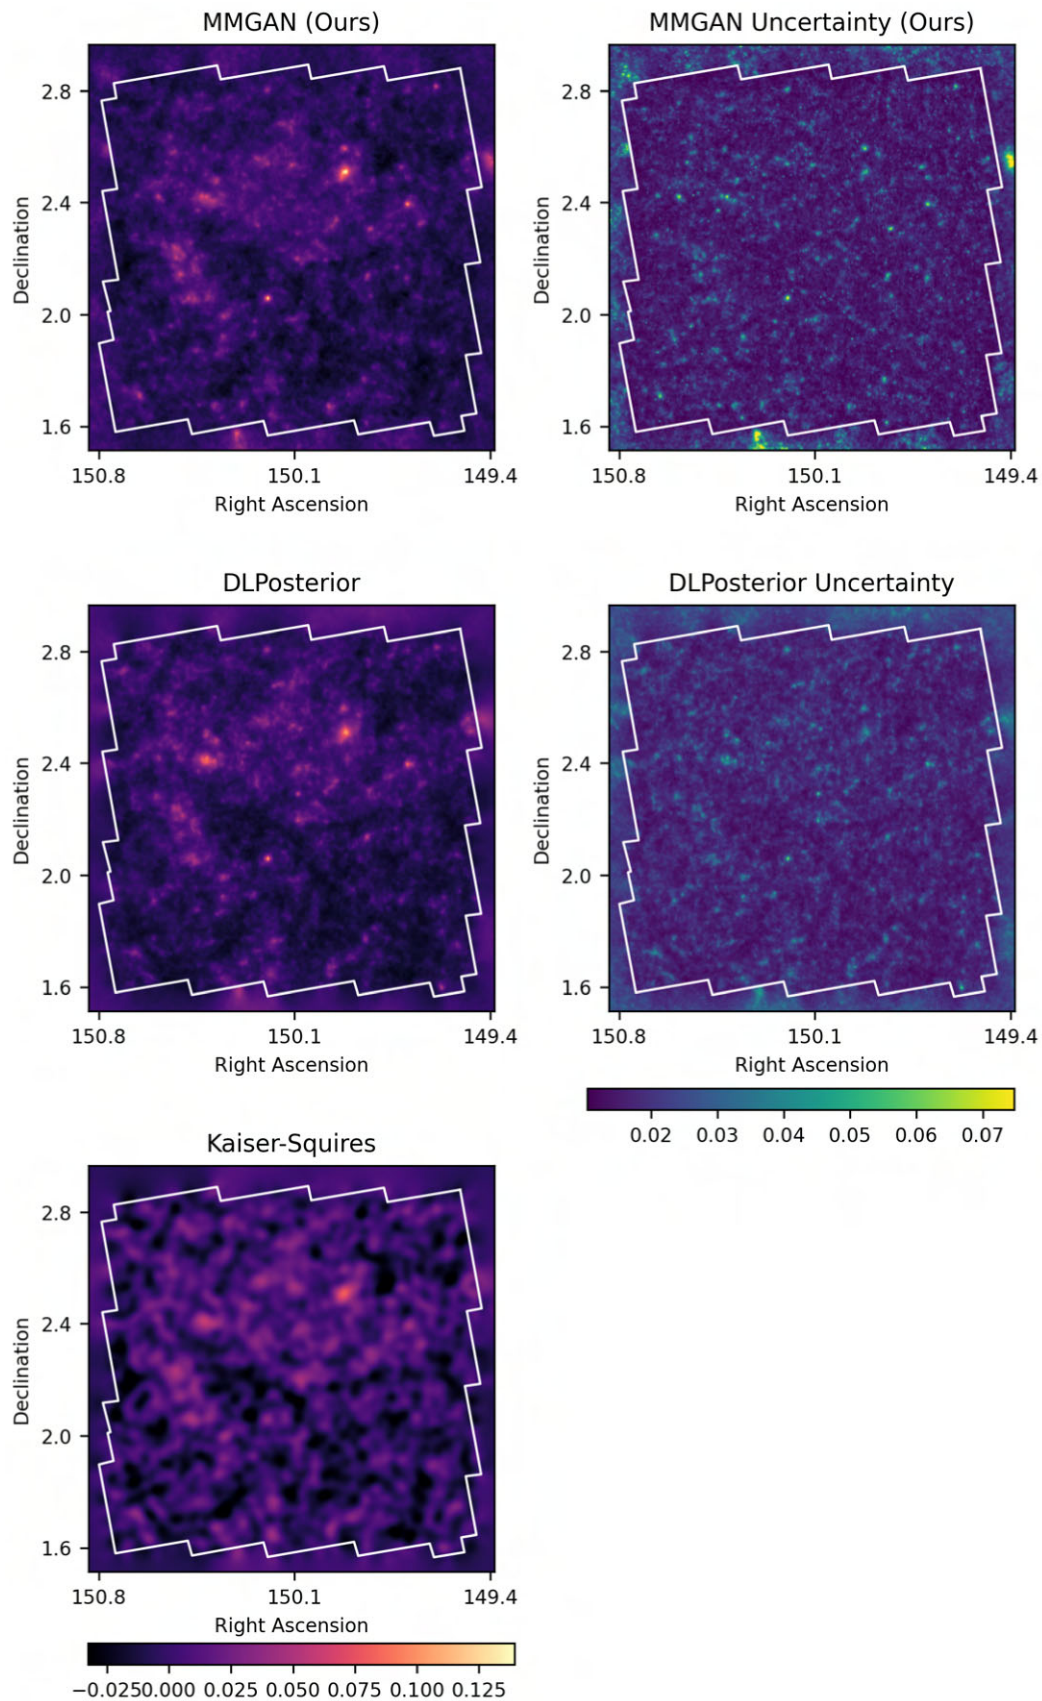 MMGAN (Ours)
MMGAN Uncertainty (Ours)
Declination
2.8
2.4
2.0
1.6
150.8 150.1 149.4
Right Ascension
Declination
2.8
2.4
2.0
1.6
150.8 150.1 149.4
Right Ascension
DLPosterior
DLPosterior Uncertainty
Declination
2.8
2.4
2.0
1.6
150.8 150.1 149.4
Right Ascension
Declination
2.8
2.4
2.0
1.6
150.8 150.1 149.4
Right Ascension
0.02 0.03 0.04 0.05 0.06 0.07
Kaiser-Squires
Declination
2.8
2.4
2.0
1.6
150.8 150.1 149.4
Right Ascension
−0.025 0.000 0.025 0.050 0.075 0.100 0.125